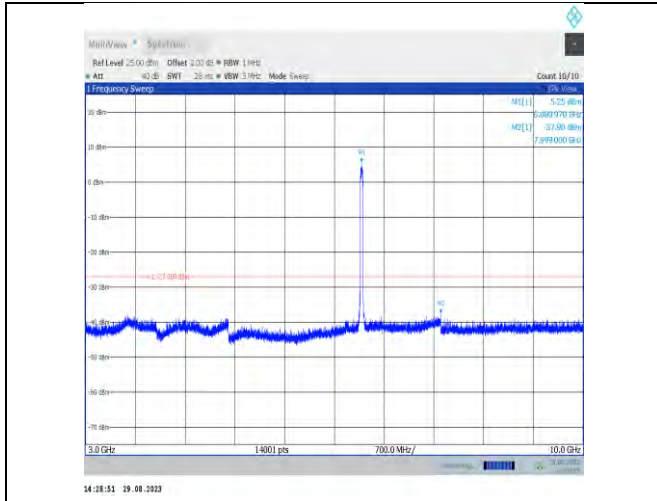 MultiView Spectrum
Ref Level 25.00 dBm Offset 2.00 dB RBW 1 MHz
Att 40 dB SWT 28 ms VBW 3 MHz Mode Sweep Count 10/10
1 Frequency Sweep 1Pk View
M1[1] 5.25 dBm
6.880 970 GHz
M2[1] -37.90 dBm
7.999 000 GHz
20 dBm
M1
10 dBm
0 dBm
-10 dBm
-20 dBm
-30 dBm
M2
-40 dBm
-50 dBm
-60 dBm
-70 dBm
3.0 GHz 14001 pts 700.0 MHz/ 10.0 GHz
14:28:51 29.08.2023